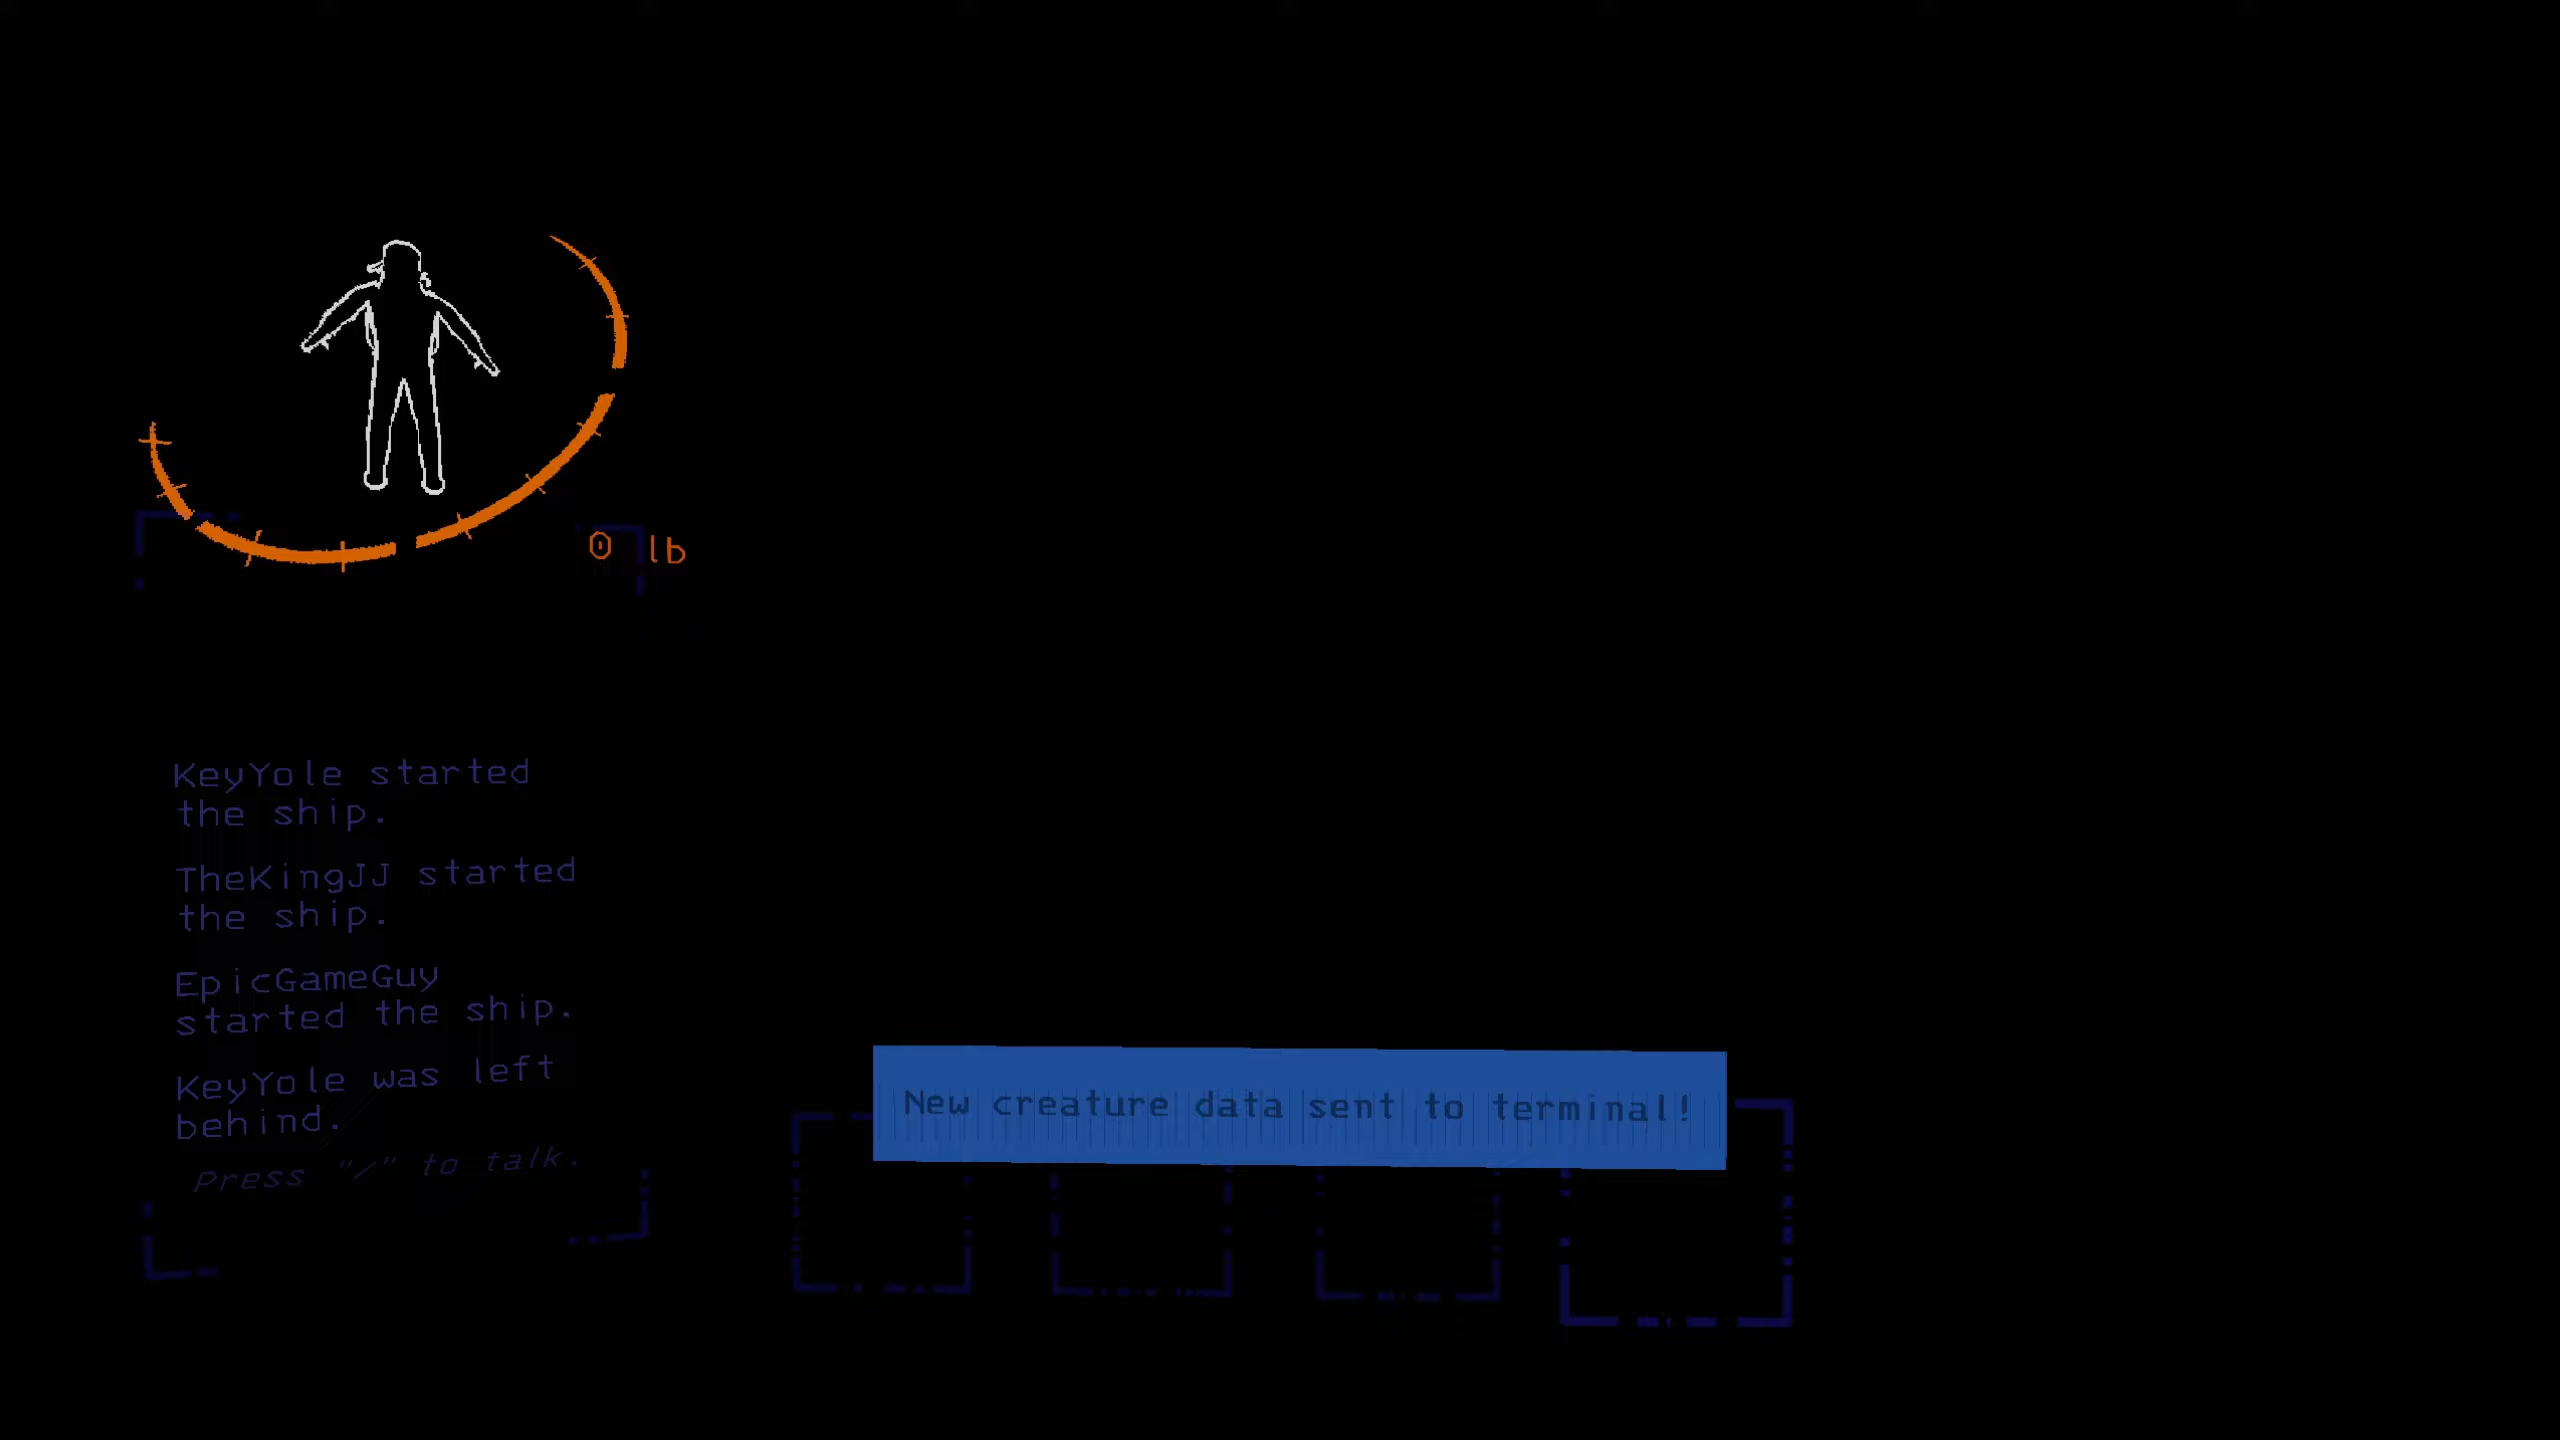 0 lb
KeyYole started
the ship.
TheKingJJ started
the ship.
EpicGameGuy
started the ship.
KeyYole was left
behind.
Press "/" to talk.
New creature data sent to terminal!